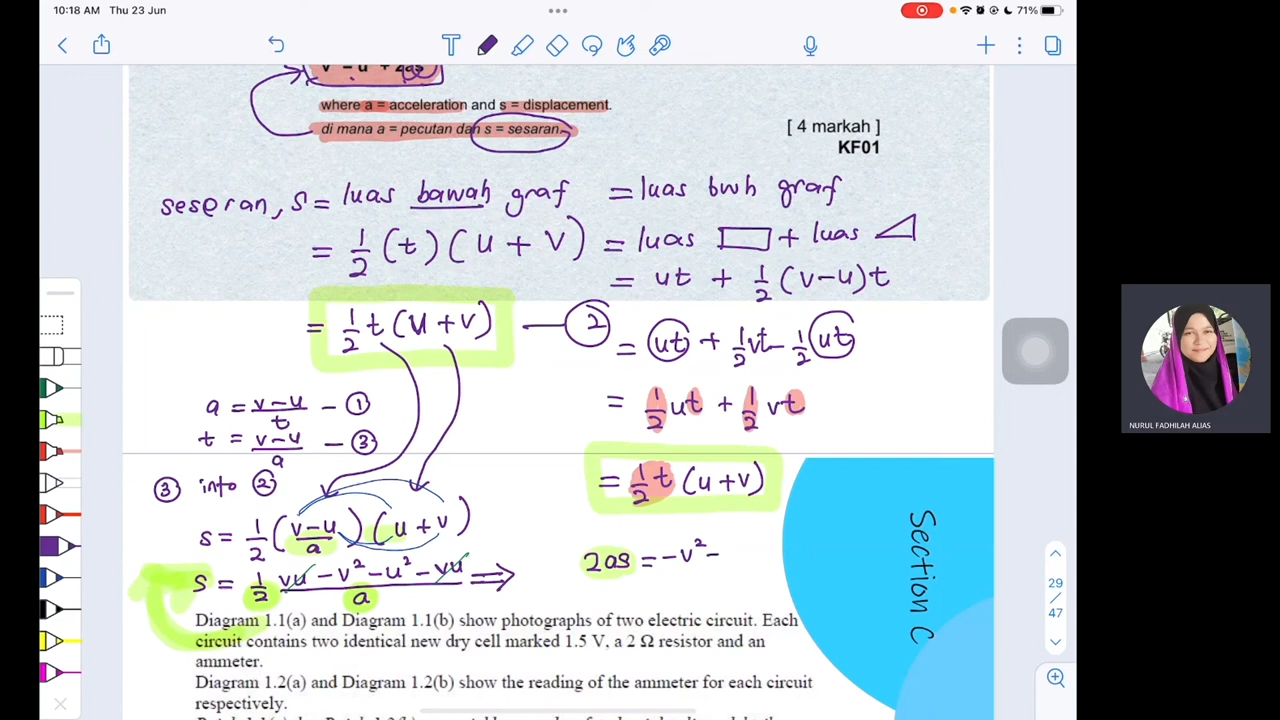 10:18 AM Thu 23 Jun
71%
T
where a = acceleration and s = displacement.
di mana a = pecutan dan s = sesaran.
[ 4 markah ]
KF01
seseran, s = luas bawah graf
= 1/2 (t) (u + v)
= 1/2 t (u + v) — 2
a = v-u/t — 1
t = v-u/a — 3
3 into 2
s = 1/2 (v-u/a) (u + v)
s = 1/2 vu - v² - u² - vu/a ⟹
= luas bwh graf
= luas ▭ + luas
= ut + 1/2 (v-u)t
= ut + 1/2 vt - 1/2 ut
= 1/2 ut + 1/2 vt
= 1/2 t (u+v)
2as = -v² -
Section C
Diagram 1.1(a) and Diagram 1.1(b) show photographs of two electric circuit. Each
circuit contains two identical new dry cell marked 1.5 V, a 2 Ω resistor and an
ammeter.
Diagram 1.2(a) and Diagram 1.2(b) show the reading of the ammeter for each circuit
respectively.
29
/
47
NURUL FADHILAH ALIAS